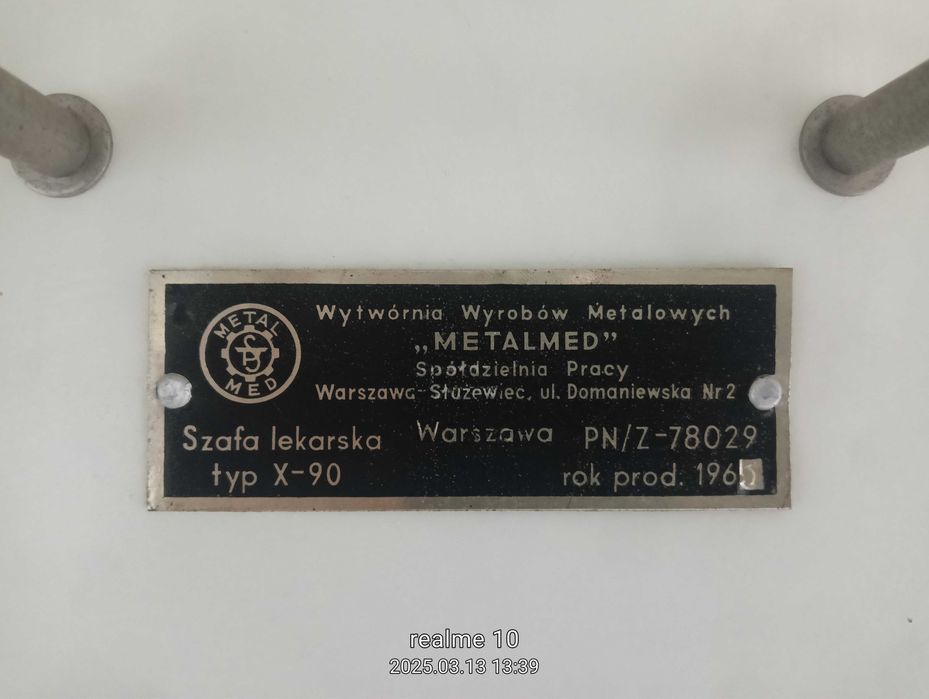 METAL
MED
Wytwórnia Wyrobów Metalowych
„METALMED”
Spółdzielnia Pracy
Warszawa Służewiec, ul. Domaniewska Nr 2
Szafa lekarska
Warszawa
PN/Z-78029
typ X-90
rok prod.
realme 10
2025.03.13 13:39